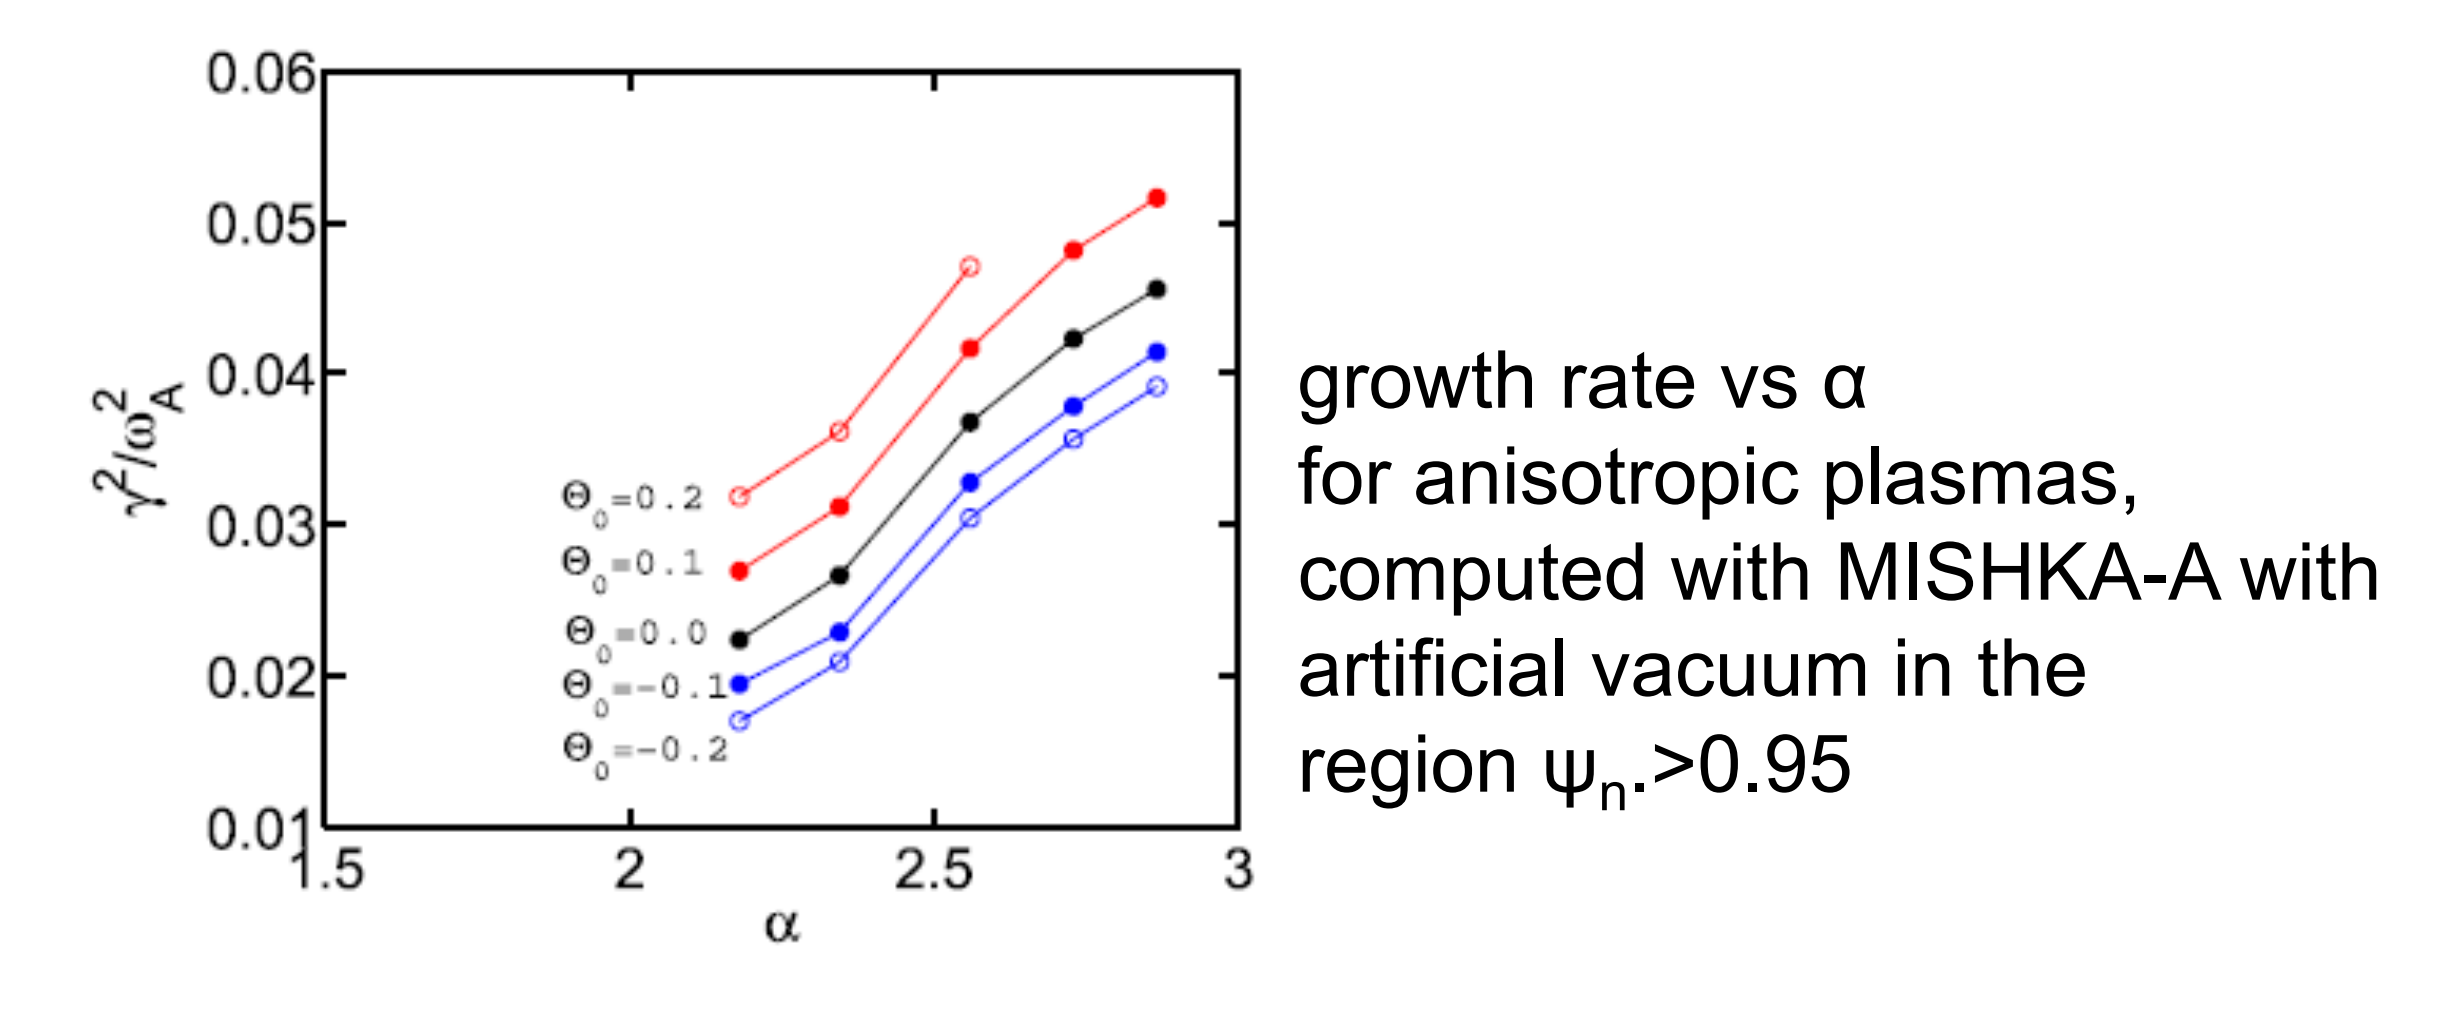 0.06
0.05
0.04
0.03
0.02
0.01
γ²/ω_A²
Θ₀=0.2
Θ₀=0.1
Θ₀=0.0
Θ₀=-0.1
Θ₀=-0.2
1.5 2 2.5 3
α
growth rate vs α
for anisotropic plasmas,
computed with MISHKA-A with
artificial vacuum in the
region ψₙ.>0.95